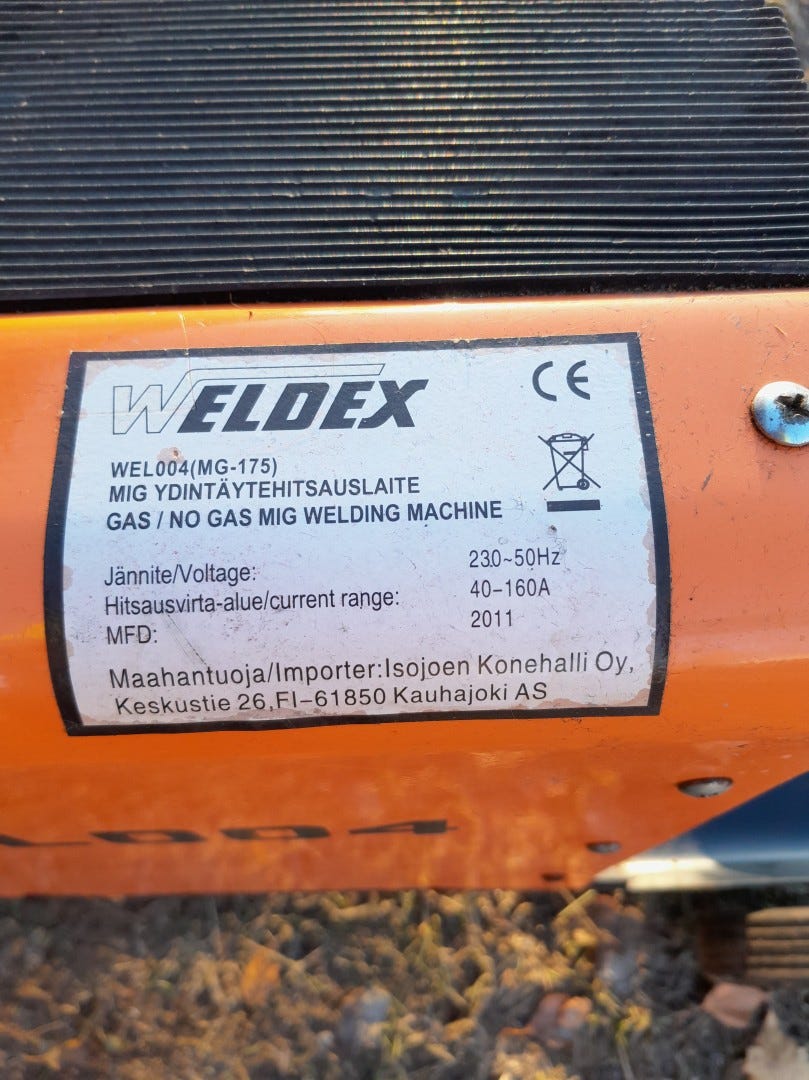 WELDEX
CE
WEL004(MG-175)
MIG YDINTÄYTEHITSAUSLAITE
GAS / NO GAS MIG WELDING MACHINE
Jännite/Voltage: 230~50Hz
Hitsausvirta-alue/current range: 40-160A
MFD: 2011
Maahantuoja/Importer:Isojoen Konehalli Oy,
Keskustie 26,FI-61850 Kauhajoki AS
L004